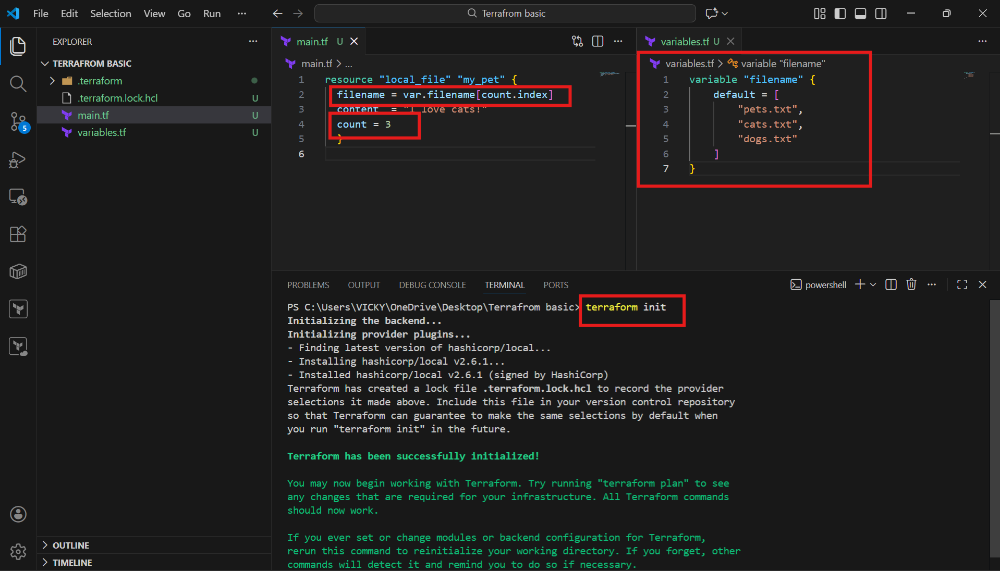 File Edit Selection View Go Run ···
Terrafrom basic
EXPLORER
TERRAFROM BASIC
.terraform
.terraform.lock.hcl U
main.tf U
variables.tf U
5
OUTLINE
TIMELINE
main.tf U
main.tf > ...
1 resource "local_file" "my_pet" {
2 filename = var.filename[count.index]
3 content = "I love cats!"
4 count = 3
5 }
6
variables.tf U
variables.tf > variable "filename"
1 variable "filename" {
2 default = [
3 "pets.txt",
4 "cats.txt",
5 "dogs.txt"
6 ]
7 }
PROBLEMS OUTPUT DEBUG CONSOLE TERMINAL PORTS
powershell
PS C:\Users\VICKY\OneDrive\Desktop\Terrafrom basic> terraform init
Initializing the backend...
Initializing provider plugins...
- Finding latest version of hashicorp/local...
- Installing hashicorp/local v2.6.1...
- Installed hashicorp/local v2.6.1 (signed by HashiCorp)
Terraform has created a lock file .terraform.lock.hcl to record the provider
selections it made above. Include this file in your version control repository
so that Terraform can guarantee to make the same selections by default when
you run "terraform init" in the future.
Terraform has been successfully initialized!
You may now begin working with Terraform. Try running "terraform plan" to see
any changes that are required for your infrastructure. All Terraform commands
should now work.
If you ever set or change modules or backend configuration for Terraform,
rerun this command to reinitialize your working directory. If you forget, other
commands will detect it and remind you to do so if necessary.